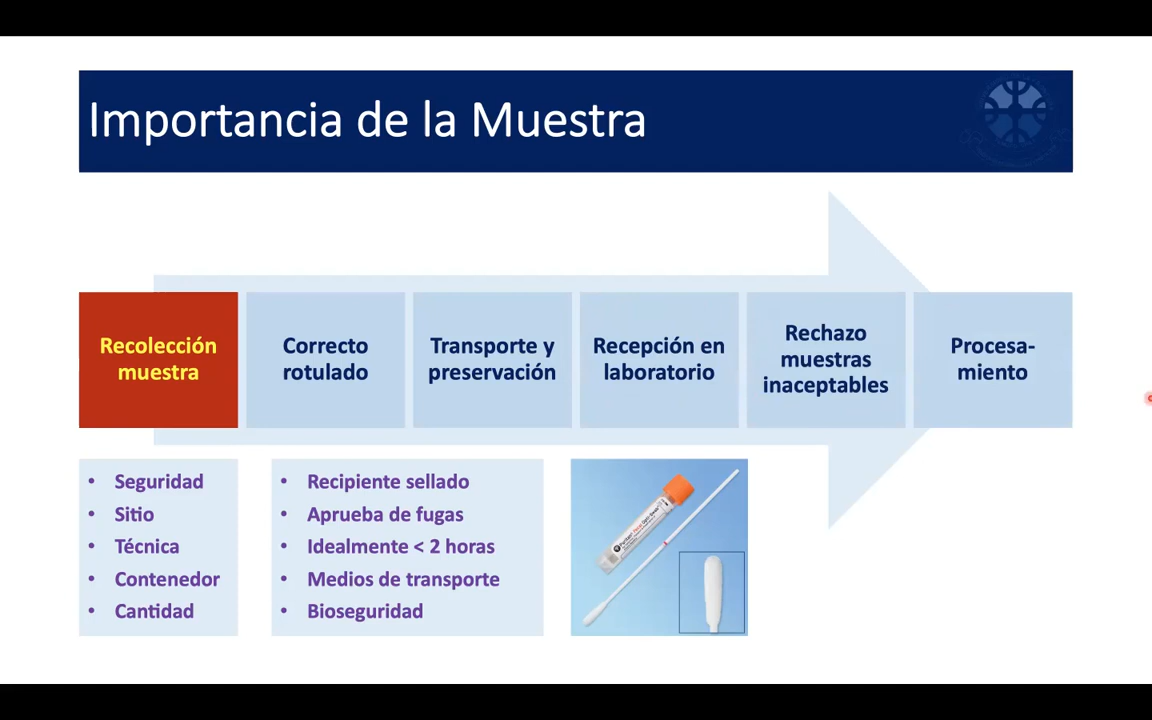 Importancia de la Muestra
Recolección
muestra
Correcto
rotulado
Transporte y
preservación
Recepción en
laboratorio
Rechazo
muestras
inaceptables
Procesa-
miento
• Seguridad
• Sitio
• Técnica
• Contenedor
• Cantidad
• Recipiente sellado
• Aprueba de fugas
• Idealmente < 2 horas
• Medios de transporte
• Bioseguridad